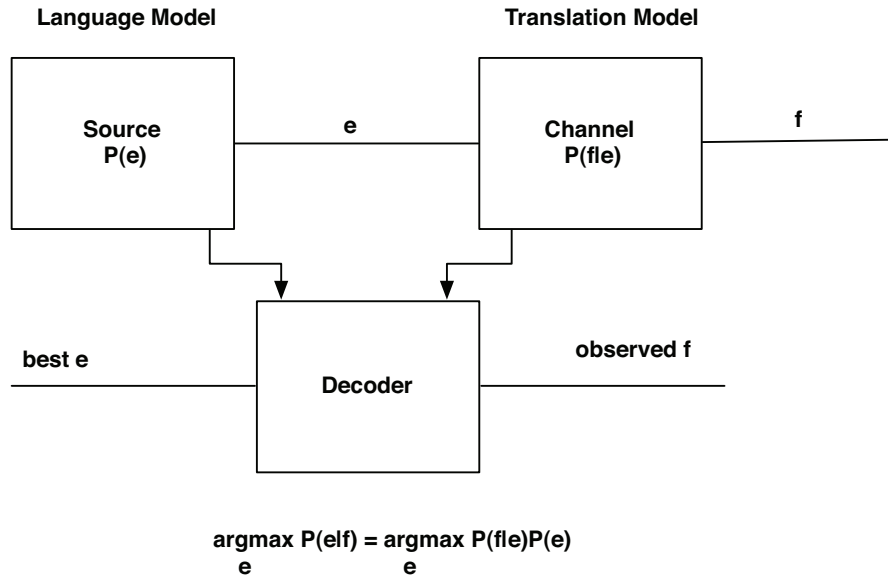 Language Model
Translation Model
Source
P(e)
e
Channel
P(f|e)
f
best e
Decoder
observed f
argmax P(e|f) = argmax P(f|e)P(e)
e e